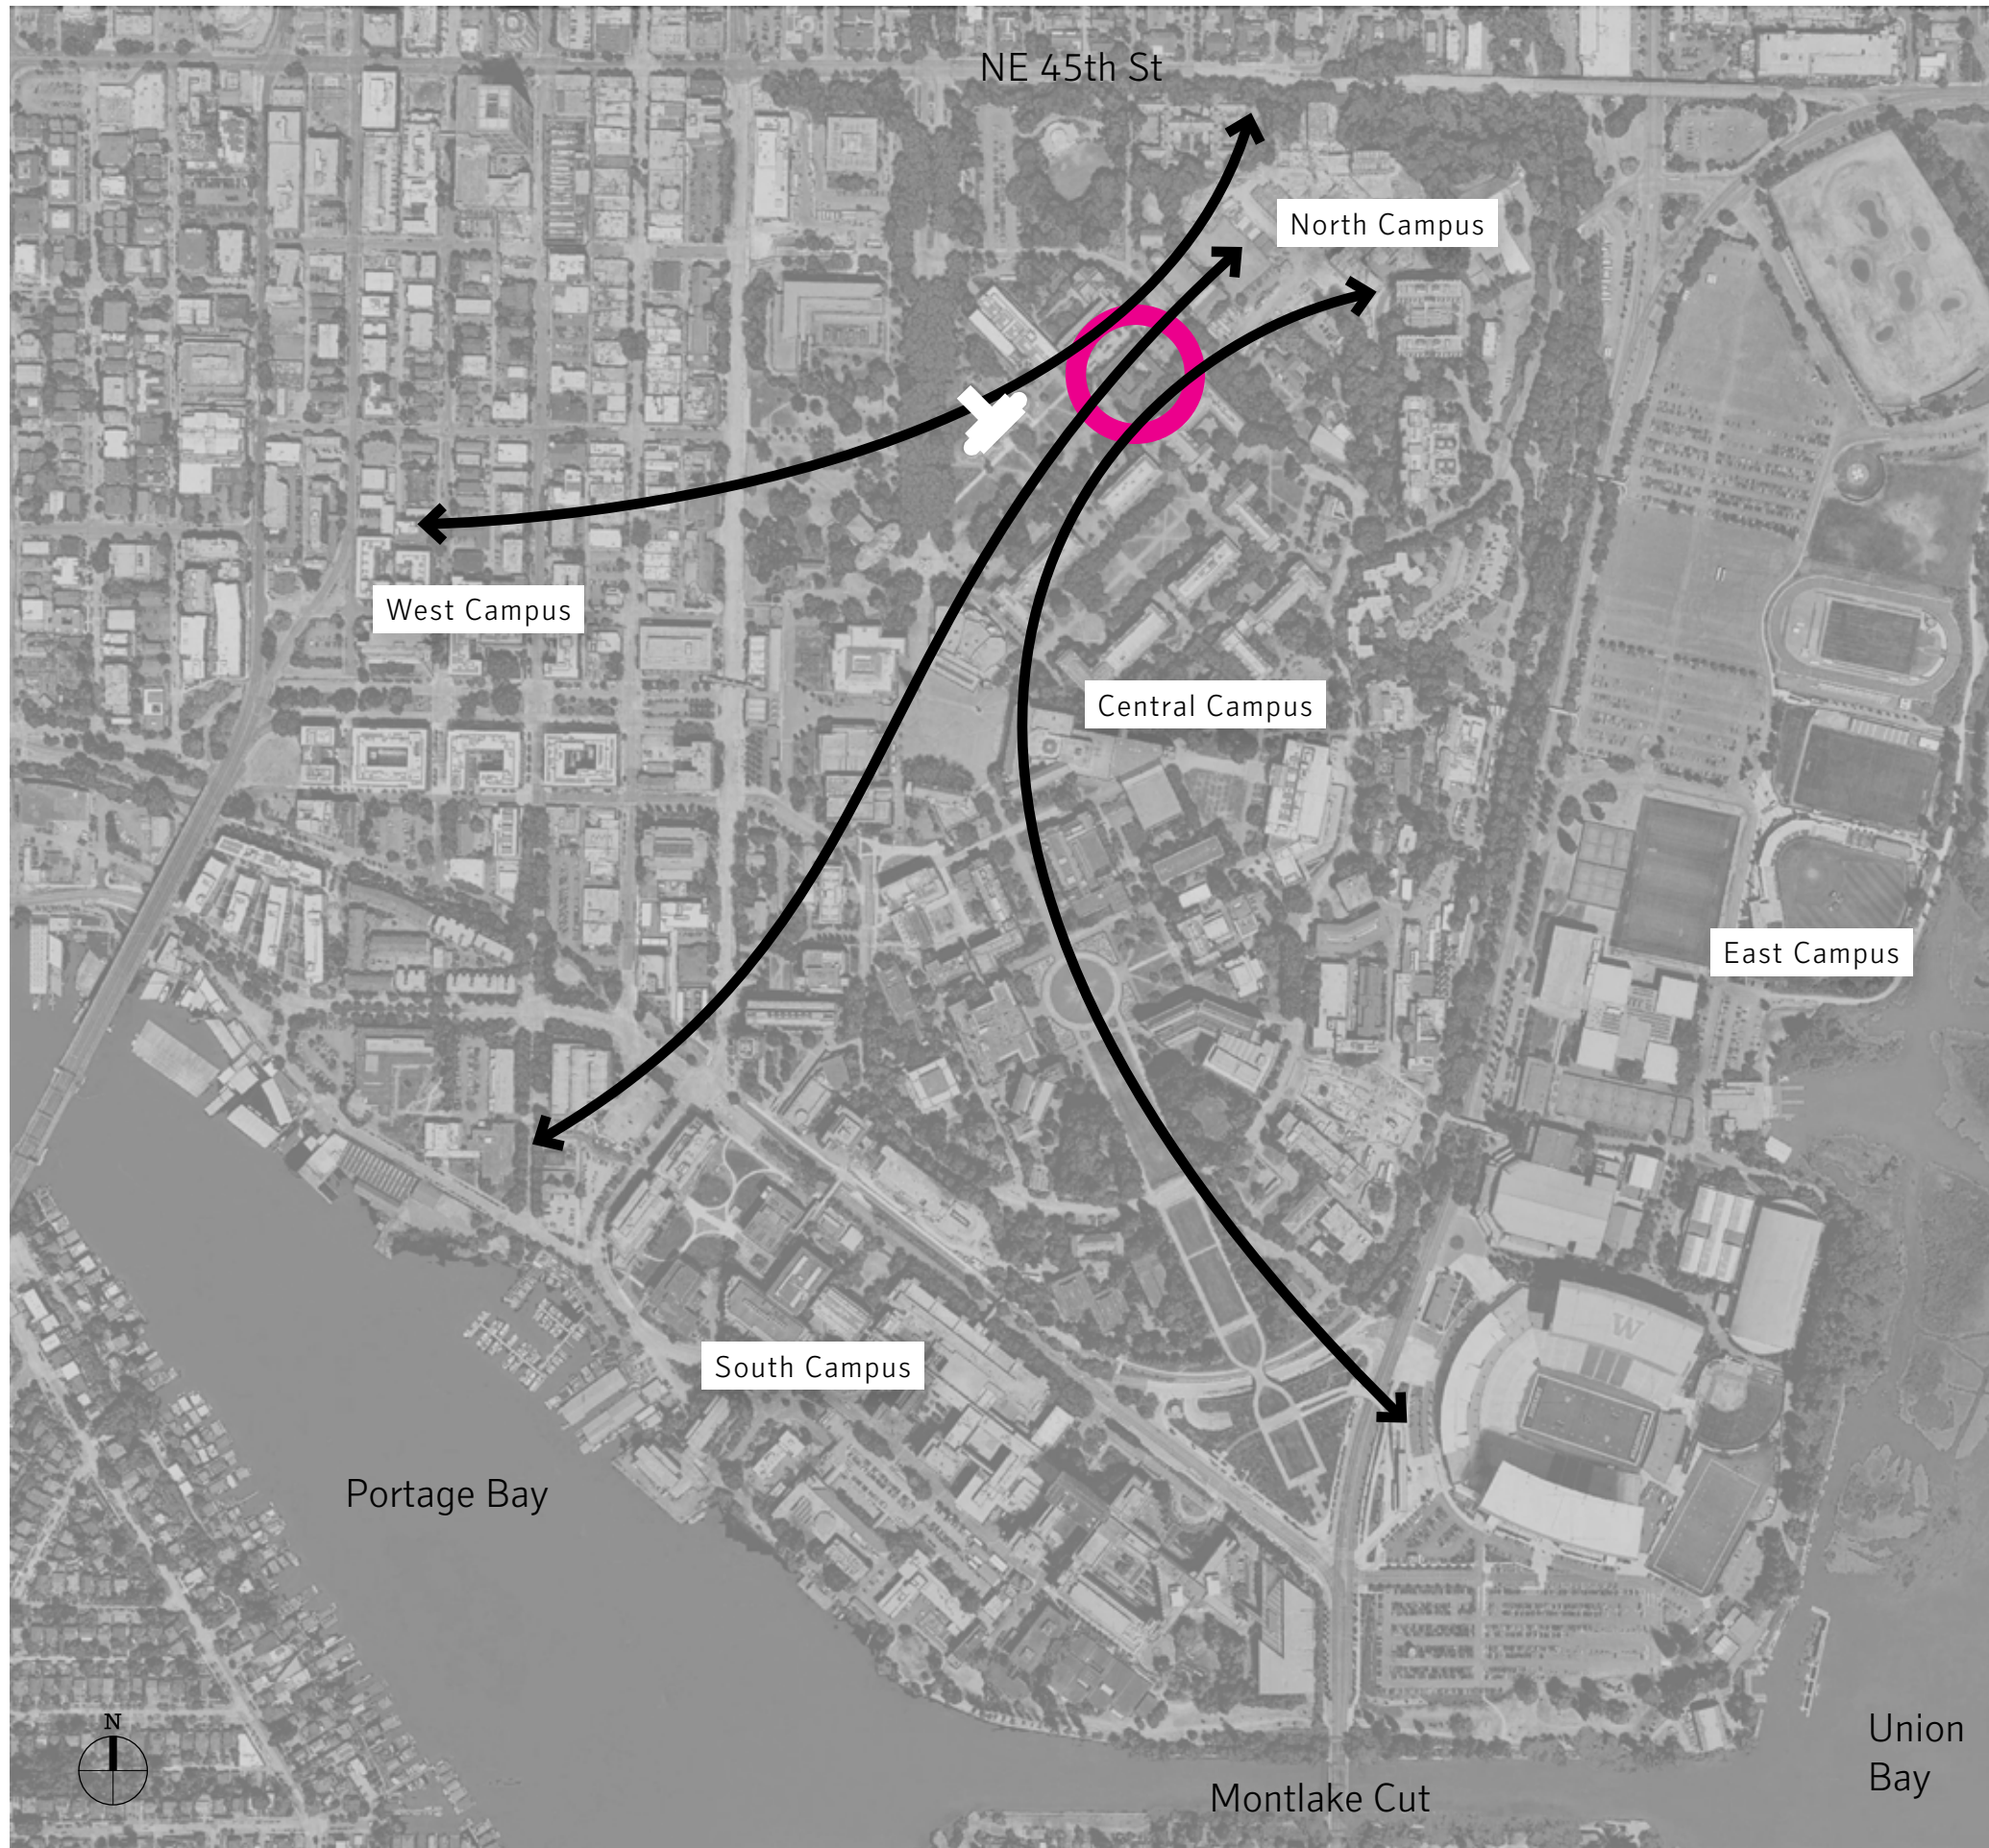 NE 45th St
North Campus
West Campus
Central Campus
East Campus
W
South Campus
Portage Bay
N
Union
Bay
Montlake Cut